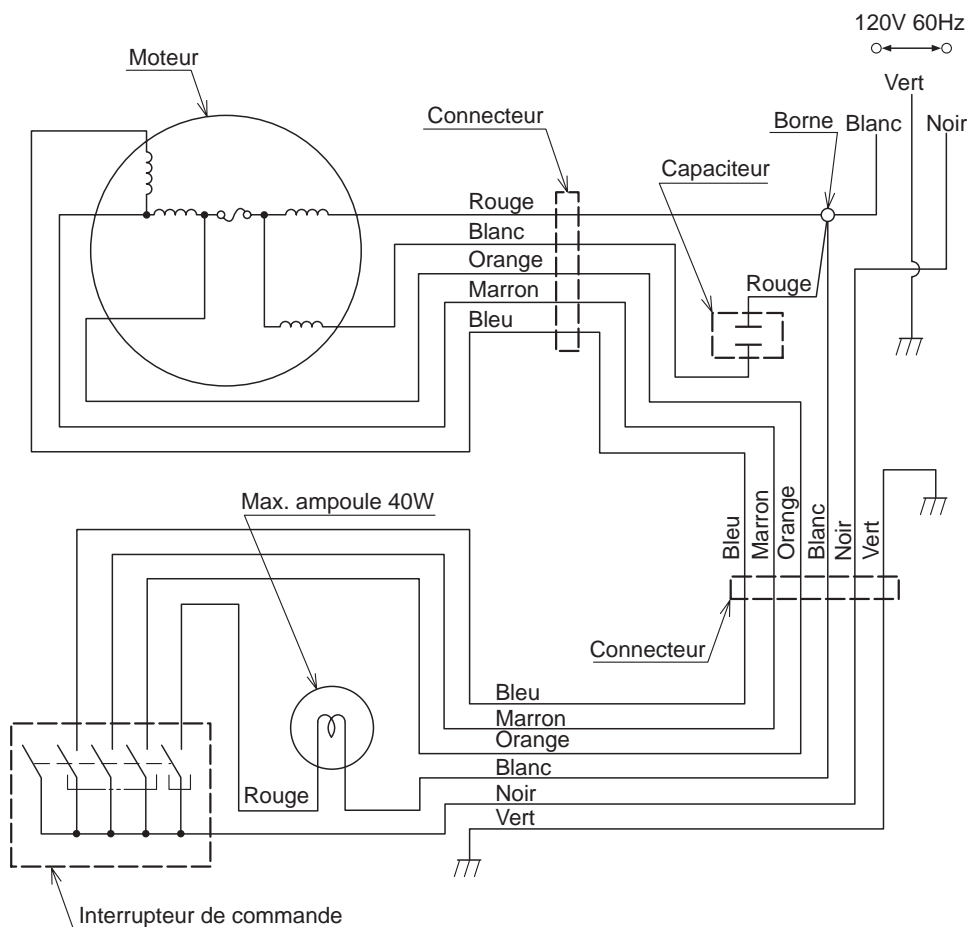 120V 60Hz
Moteur
Vert
Connecteur
Borne
Blanc
Noir
Capaciteur
Rouge
Blanc
Orange
Marron
Bleu
Rouge
Max. ampoule 40W
Bleu
Marron
Orange
Blanc
Noir
Vert
Connecteur
Bleu
Marron
Orange
Blanc
Rouge
Noir
Vert
Interrupteur de commande